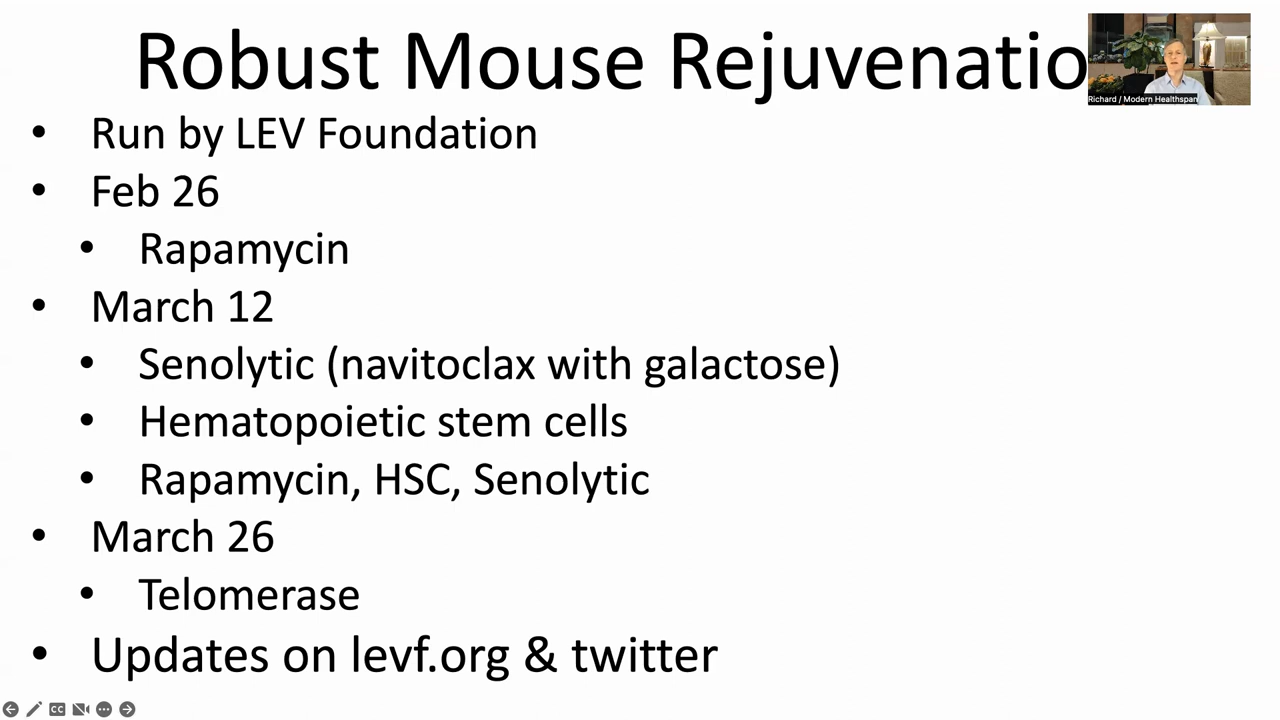 Robust Mouse Rejuvenatio
Richard / Modern Healthspan
• Run by LEV Foundation
• Feb 26
• Rapamycin
• March 12
• Senolytic (navitoclax with galactose)
• Hematopoietic stem cells
• Rapamycin, HSC, Senolytic
• March 26
• Telomerase
• Updates on levf.org & twitter
CC